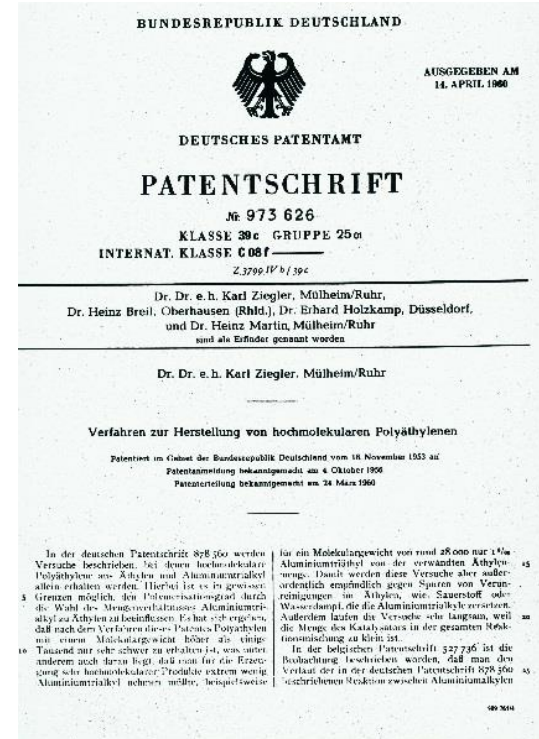 BUNDESREPUBLIK DEUTSCHLAND
AUSGEGEBEN AM
14. APRIL 1960
DEUTSCHES PATENTAMT
PATENTSCHRIFT
№ 973 626
KLASSE 39c GRUPPE 25 01
INTERNAT. KLASSE C 08 f
Z 3799 IV b / 39 c
Dr. Dr. e. h. Karl Ziegler, Mülheim/Ruhr,
Dr. Heinz Breil, Oberhausen (Rhld.), Dr. Erhard Holzkamp, Düsseldorf,
und Dr. Heinz Martin, Mülheim/Ruhr
sind als Erfinder genannt worden
Dr. Dr. e. h. Karl Ziegler, Mülheim/Ruhr
Verfahren zur Herstellung von hochmolekularen Polyäthylenen
Patentiert im Gebiet der Bundesrepublik Deutschland vom 18. November 1953 an
Patentanmeldung bekanntgemacht am 4. Oktober 1956
Patenterteilung bekanntgemacht am 24. März 1960
In der deutschen Patentschrift 878 560 werden
Versuche beschrieben, bei denen hochmolekulare
Polyäthylene aus Äthylen und Aluminiumtrialkyl
allein erhalten werden. Hierbei ist es in gewissen
5 Grenzen möglich, den Polymerisationsgrad durch
die Wahl des Mengenverhältnisses Aluminiumtri-
alkyl zu Äthylen zu beeinflussen. Es hat sich ergeben,
daß nach dem Verfahren dieses Patentes Polyäthylen
mit einem Molekulargewicht höher als einige
10 Tausend nur sehr schwer zu erhalten ist, was unter
anderem auch daran liegt, daß man für die Erzeu-
gung sehr hochmolekularer Produkte extrem wenig
Aluminiumtrialkyl nehmen müßte, beispielsweise
für ein Molekulargewicht von rund 28 000 nur 1 ‰
Aluminiumtriäthyl von der verwandten Äthylen- 15
menge. Damit werden diese Versuche aber außer-
ordentlich empfindlich gegen Spuren von Verun-
reinigungen im Äthylen, wie Sauerstoff oder
Wasserdampf, die die Aluminiumtrialkyle zersetzen.
Außerdem laufen die Versuche sehr langsam, weil 20
die Menge des Katalysators in der gesamten Reak-
tionsmischung zu klein ist.
In der belgischen Patentschrift 527 736 ist die
Beobachtung beschrieben worden, daß man den
Verlauf der in der deutschen Patentschrift 878 560 25
beschriebenen Reaktion zwischen Aluminiumalkylen